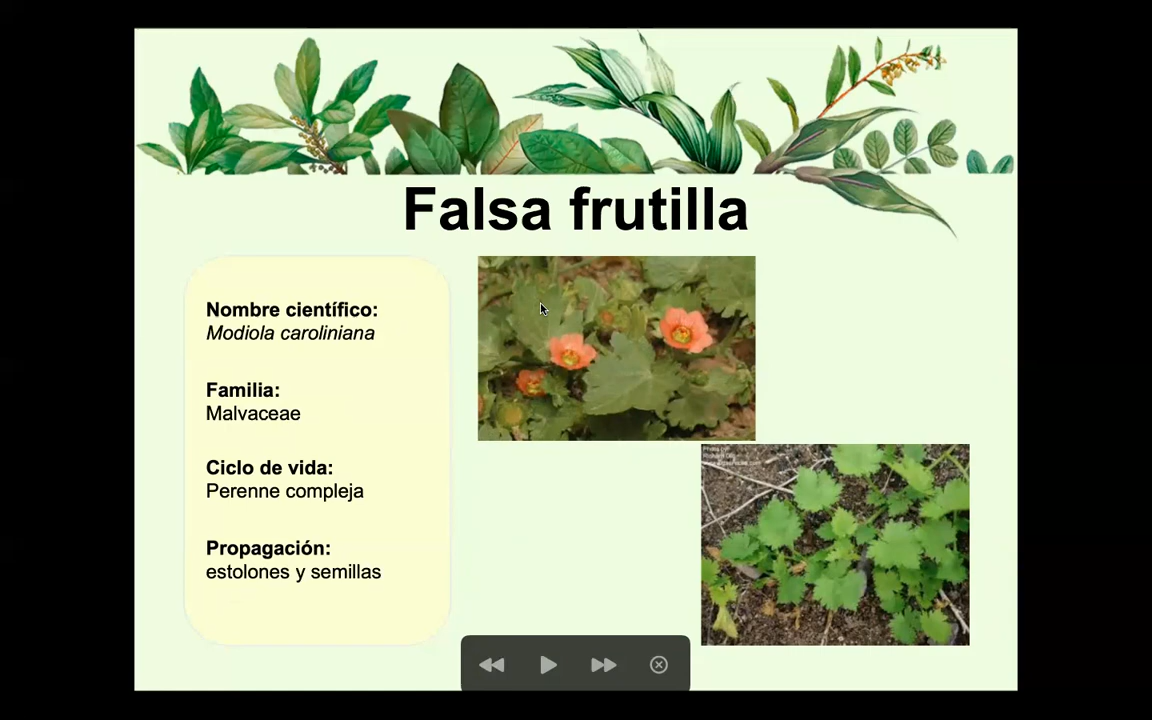 Falsa frutilla
Nombre científico:
Modiola caroliniana
Familia:
Malvaceae
Ciclo de vida:
Perenne compleja
Propagación:
estolones y semillas